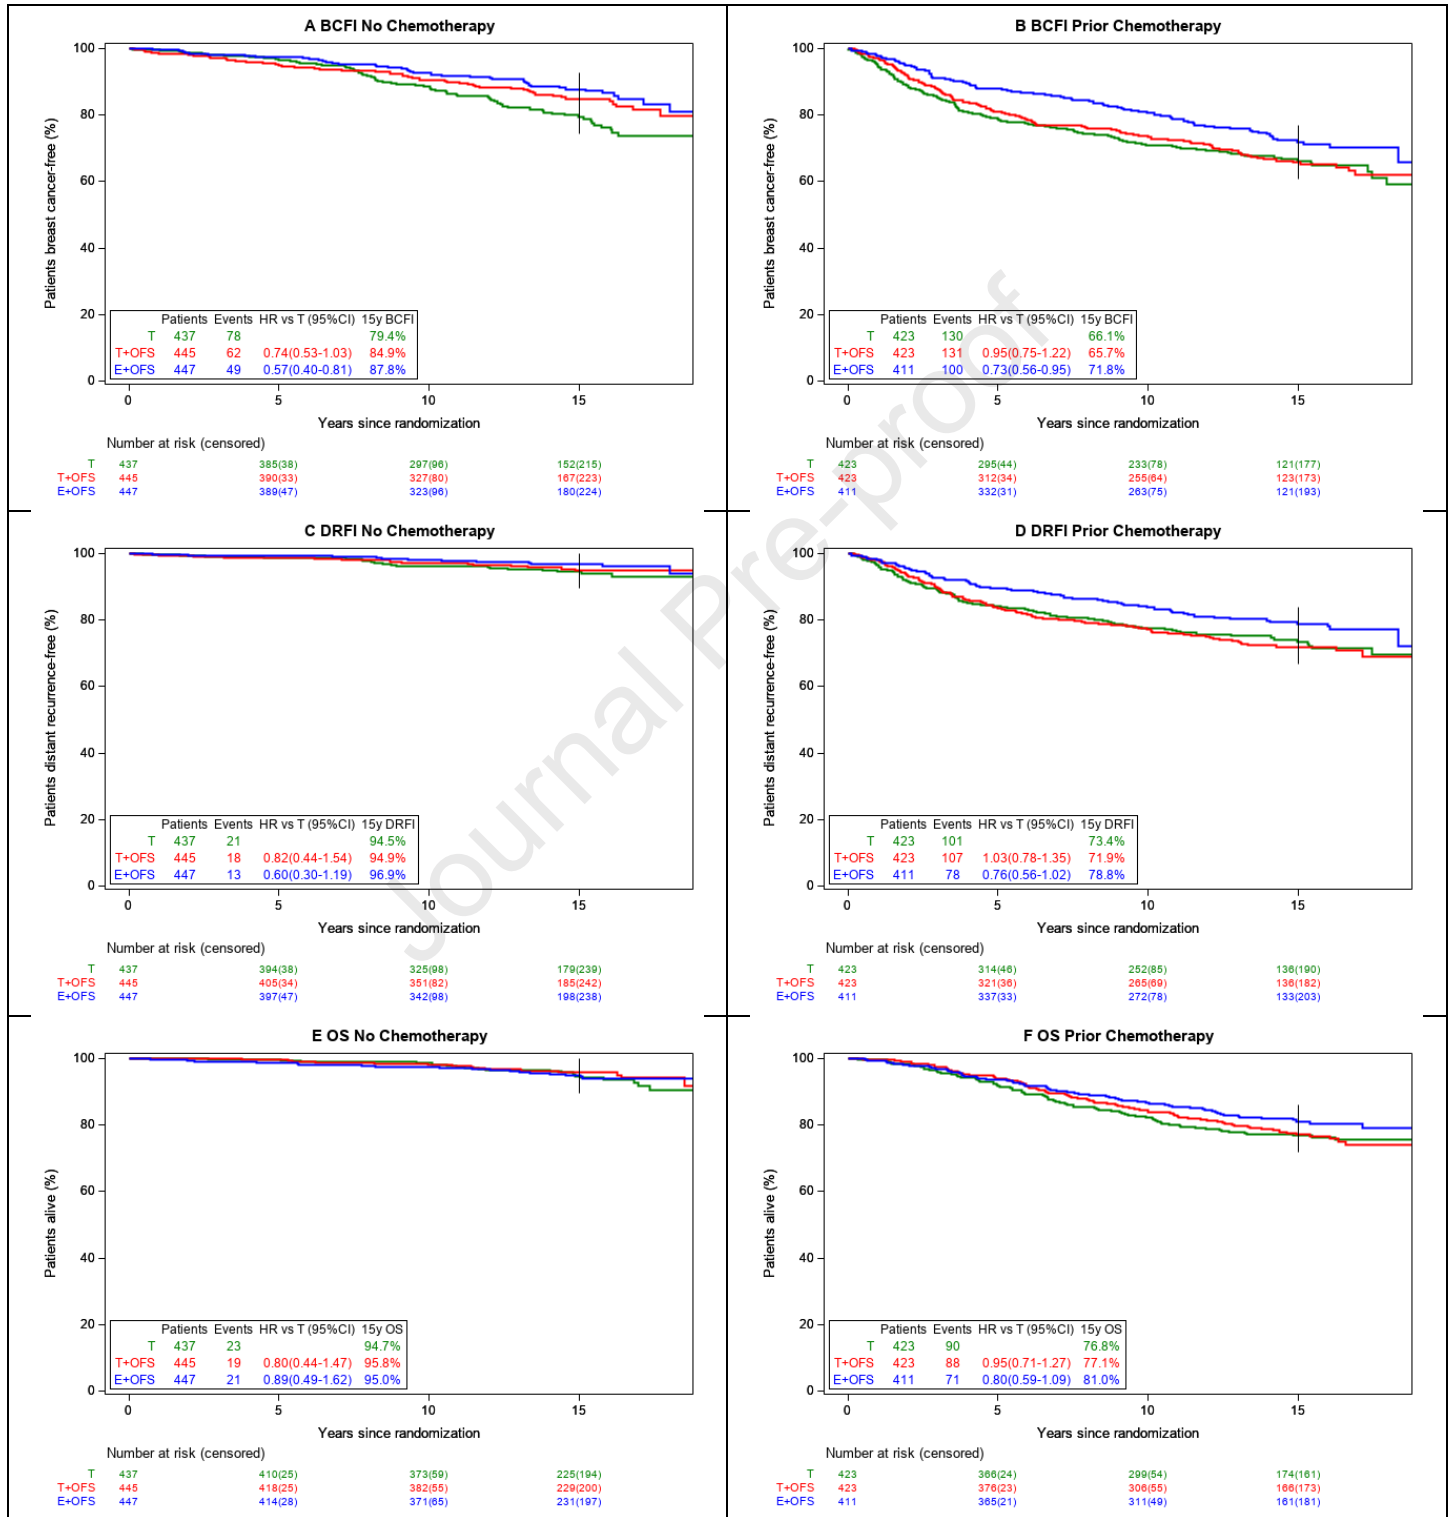 A BCFI No Chemotherapy
Patients breast cancer-free (%)
100
80
60
40
20
0
Patients Events HR vs T (95%CI) 15y BCFI
T 437 78 79.4%
T+OFS 445 62 0.74(0.53-1.03) 84.9%
E+OFS 447 49 0.57(0.40-0.81) 87.8%
0 5 10 15
Years since randomization
Number at risk (censored)
T 437 385(38) 297(96) 152(215)
T+OFS 445 390(33) 327(80) 167(223)
E+OFS 447 389(47) 323(96) 180(224)
B BCFI Prior Chemotherapy
Patients breast cancer-free (%)
100
80
60
40
20
0
Patients Events HR vs T (95%CI) 15y BCFI
T 423 130 66.1%
T+OFS 423 131 0.95(0.75-1.22) 65.7%
E+OFS 411 100 0.73(0.56-0.95) 71.8%
0 5 10 15
Years since randomization
Number at risk (censored)
T 423 295(44) 233(78) 121(177)
T+OFS 423 312(34) 255(64) 123(173)
E+OFS 411 332(31) 263(75) 121(193)
C DRFI No Chemotherapy
Patients distant recurrence-free (%)
100
80
60
40
20
0
Patients Events HR vs T (95%CI) 15y DRFI
T 437 21 94.5%
T+OFS 445 18 0.82(0.44-1.54) 94.9%
E+OFS 447 13 0.60(0.30-1.19) 96.9%
0 5 10 15
Years since randomization
Number at risk (censored)
T 437 394(38) 325(98) 179(239)
T+OFS 445 405(34) 351(82) 185(242)
E+OFS 447 397(47) 342(98) 198(238)
D DRFI Prior Chemotherapy
Patients distant recurrence-free (%)
100
80
60
40
20
0
Patients Events HR vs T (95%CI) 15y DRFI
T 423 101 73.4%
T+OFS 423 107 1.03(0.78-1.35) 71.9%
E+OFS 411 78 0.76(0.56-1.02) 78.8%
0 5 10 15
Years since randomization
Number at risk (censored)
T 423 314(46) 252(85) 136(190)
T+OFS 423 321(36) 265(69) 136(182)
E+OFS 411 337(33) 272(78) 133(203)
E OS No Chemotherapy
Patients alive (%)
100
80
60
40
20
0
Patients Events HR vs T (95%CI) 15y OS
T 437 23 94.7%
T+OFS 445 19 0.80(0.44-1.47) 95.8%
E+OFS 447 21 0.89(0.49-1.62) 95.0%
0 5 10 15
Years since randomization
Number at risk (censored)
T 437 410(25) 373(59) 225(194)
T+OFS 445 418(25) 382(55) 229(200)
E+OFS 447 414(28) 371(65) 231(197)
F OS Prior Chemotherapy
Patients alive (%)
100
80
60
40
20
0
Patients Events HR vs T (95%CI) 15y OS
T 423 90 76.8%
T+OFS 423 88 0.95(0.71-1.27) 77.1%
E+OFS 411 71 0.80(0.59-1.09) 81.0%
0 5 10 15
Years since randomization
Number at risk (censored)
T 423 366(24) 299(54) 174(161)
T+OFS 423 376(23) 306(55) 166(173)
E+OFS 411 365(21) 311(49) 161(181)
Journal Pre-proof